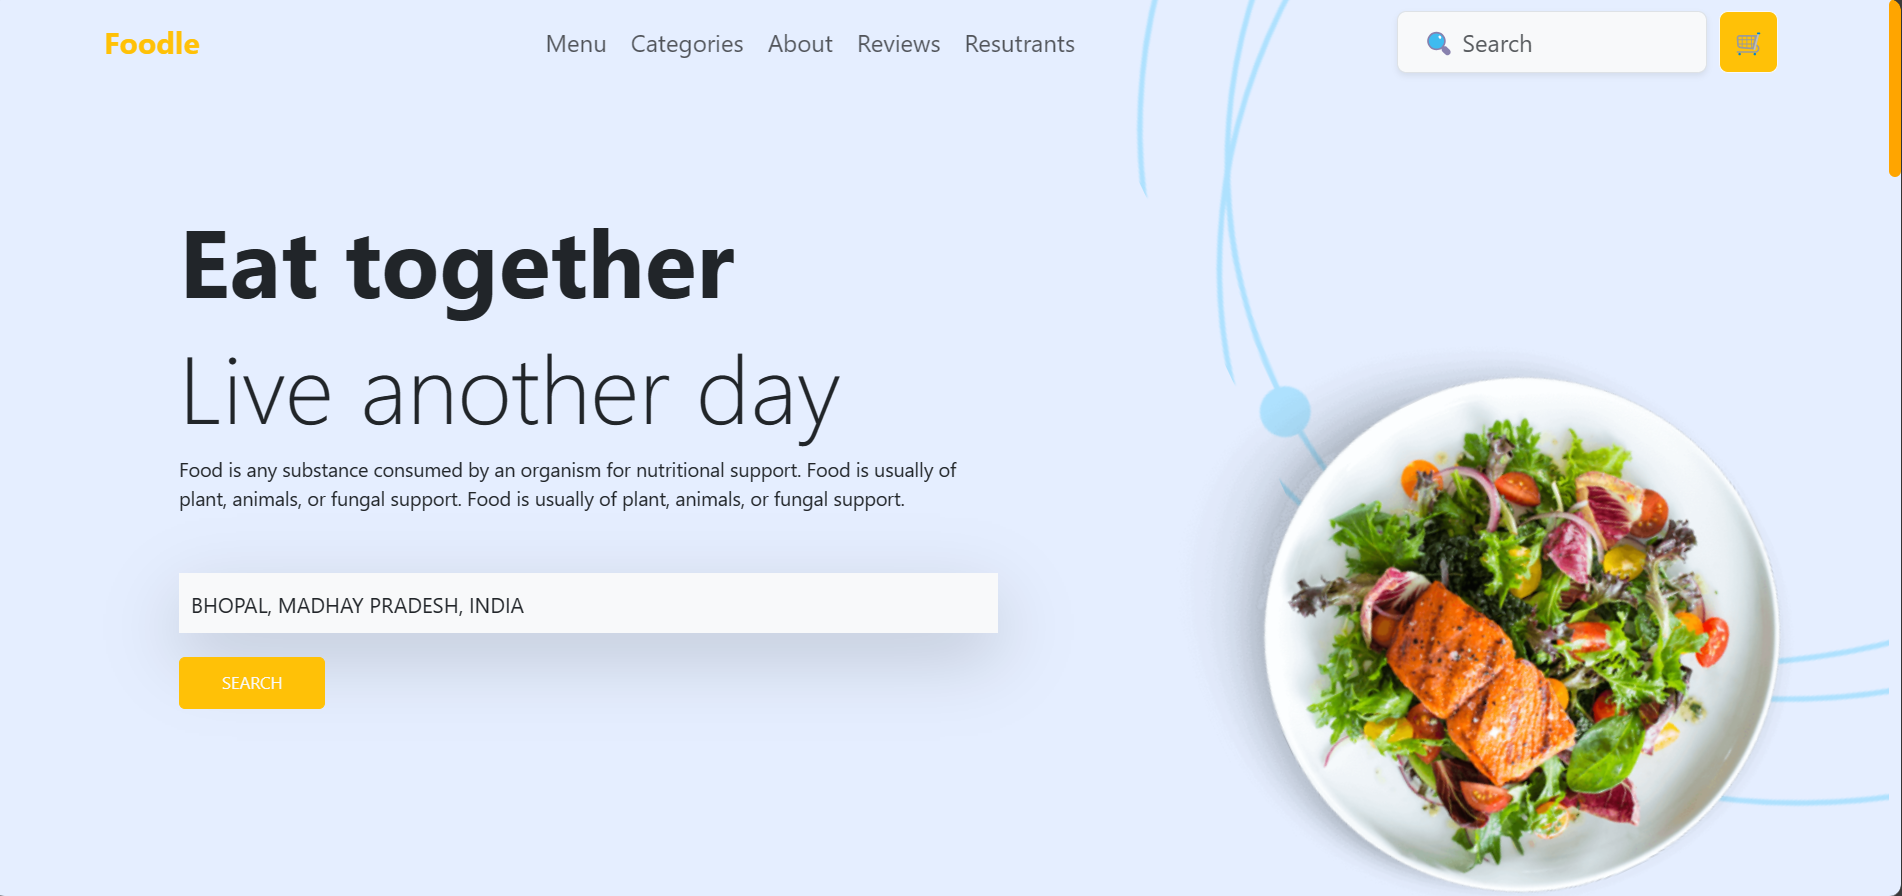 Foodle
Menu Categories About Reviews Resutrants
Search
Eat together
Live another day
Food is any substance consumed by an organism for nutritional support. Food is usually of
plant, animals, or fungal support. Food is usually of plant, animals, or fungal support.
BHOPAL, MADHAY PRADESH, INDIA
SEARCH